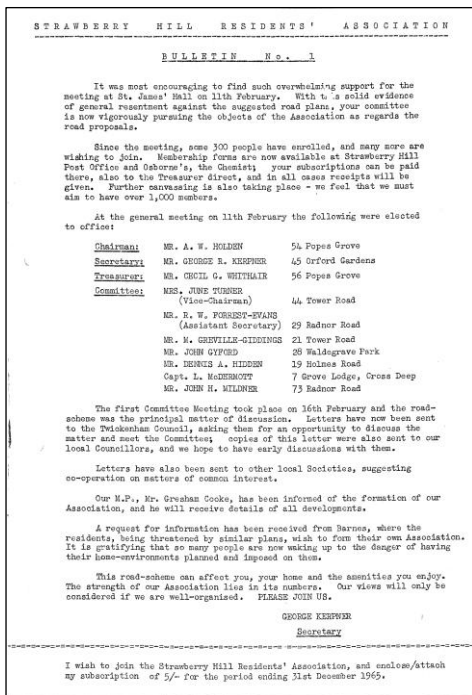 STRAWBERRY HILL RESIDENTS' ASSOCIATION
BULLETIN No. 1
It was most encouraging to find such overwhelming support for the
meeting at St. James' Hall on 11th February. With this solid evidence
of general resentment against the suggested road plans, your committee
is now vigorously pursuing the objects of the Association as regards the
road proposals.
Since the meeting, some 300 people have enrolled, and many more are
wishing to join. Membership forms are now available at Strawberry Hill
Post Office and Osborne's, the Chemist; your subscriptions can be paid
there, also to the Treasurer direct, and in all cases receipts will be
given. Further canvassing is also taking place - we feel that we must
aim to have over 1,000 members.
At the general meeting on 11th February the following were elected
to office:
Chairman: MR. A. W. HOLDEN 54 Popes Grove
Secretary: MR. GEORGE R. KERPNER 45 Orford Gardens
Treasurer: MR. CECIL G. WHITHAIR 56 Popes Grove
Committee: MRS. JUNE TURNER
(Vice-Chairman) 44 Tower Road
MR. R. W. FORREST-EVANS
(Assistant Secretary) 29 Radnor Road
MR. M. GREVILLE-GIDDINGS 21 Tower Road
MR. JOHN GYFORD 28 Waldegrave Park
MR. DENNIS A. HIDDEN 19 Holmes Road
Capt. L. McDERMOTT 7 Grove Lodge, Cross Deep
MR. JOHN H. MILDNER 73 Radnor Road
The first Committee Meeting took place on 16th February and the road-
scheme was the principal matter of discussion. Letters have now been sent
to the Twickenham Council, asking them for an opportunity to discuss the
matter and meet the Committee; copies of this letter were also sent to our
local Councillors, and we hope to have early discussions with them.
Letters have also been sent to other local Societies, suggesting
co-operation on matters of common interest.
Our M.P., Mr. Gresham Cooke, has been informed of the formation of our
Association, and he will receive details of all developments.
A request for information has been received from Barnes, where the
residents, being threatened by similar plans, wish to form their own Association.
It is gratifying that so many people are now waking up to the danger of having
their home-environments planned and imposed on them.
This road-scheme can affect you, your home and the amenities you enjoy.
The strength of our Association lies in its numbers. Our views will only be
considered if we are well-organised. PLEASE JOIN US.
GEORGE KERPNER
Secretary
I wish to join the Strawberry Hill Residents' Association, and enclose/attach
my subscription of 5/- for the period ending 31st December 1965.